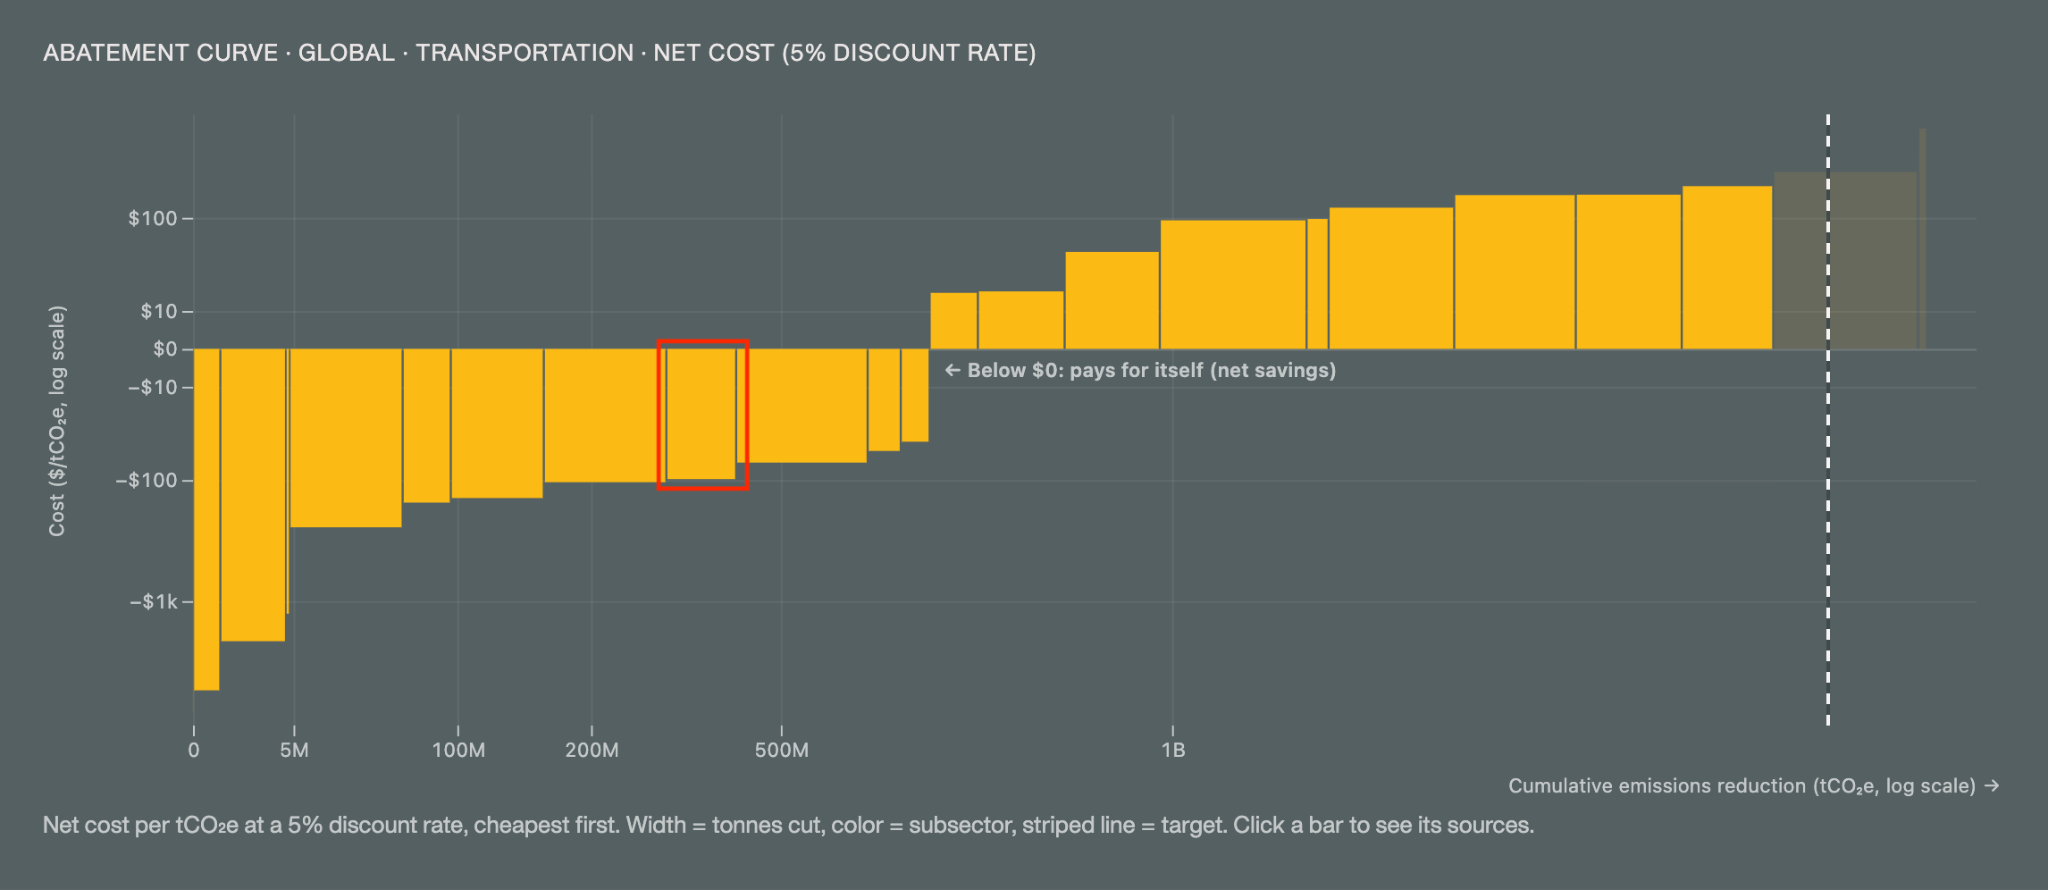 ABATEMENT CURVE · GLOBAL · TRANSPORTATION · NET COST (5% DISCOUNT RATE)
Cost ($/tCO₂e, log scale)
$100
$10
$0
−$10
−$100
−$1k
← Below $0: pays for itself (net savings)
0 5M 100M 200M 500M 1B
Cumulative emissions reduction (tCO₂e, log scale) →
Net cost per tCO₂e at a 5% discount rate, cheapest first. Width = tonnes cut, color = subsector, striped line = target. Click a bar to see its sources.